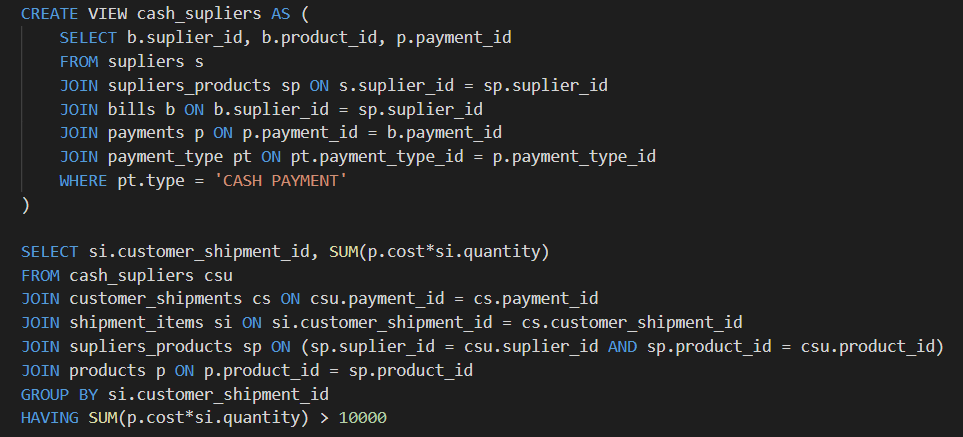 CREATE VIEW cash_supliers AS (
SELECT b.suplier_id, b.product_id, p.payment_id
FROM supliers s
JOIN supliers_products sp ON s.suplier_id = sp.suplier_id
JOIN bills b ON b.suplier_id = sp.suplier_id
JOIN payments p ON p.payment_id = b.payment_id
JOIN payment_type pt ON pt.payment_type_id = p.payment_type_id
WHERE pt.type = 'CASH PAYMENT'
)
SELECT si.customer_shipment_id, SUM(p.cost*si.quantity)
FROM cash_supliers csu
JOIN customer_shipments cs ON csu.payment_id = cs.payment_id
JOIN shipment_items si ON si.customer_shipment_id = cs.customer_shipment_id
JOIN supliers_products sp ON (sp.suplier_id = csu.suplier_id AND sp.product_id = csu.product_id)
JOIN products p ON p.product_id = sp.product_id
GROUP BY si.customer_shipment_id
HAVING SUM(p.cost*si.quantity) > 10000